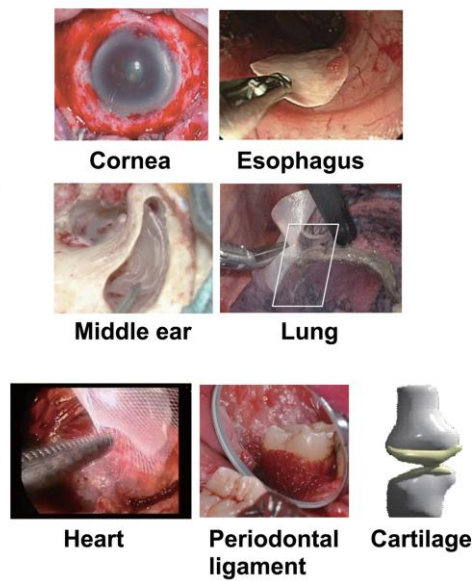 Cornea
Esophagus
Middle ear
Lung
Heart
Periodontal
ligament
Cartilage